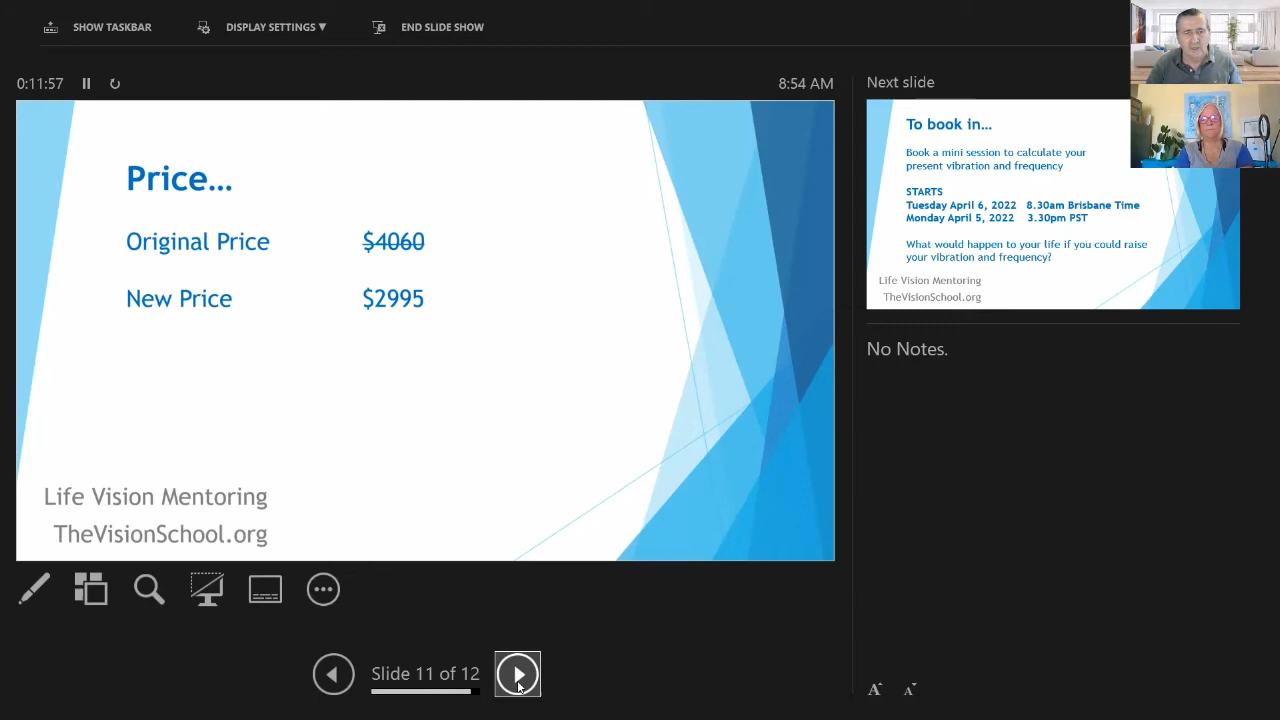 SHOW TASKBAR
DISPLAY SETTINGS ▼
END SLIDE SHOW
0:11:57
8:54 AM
Price...
Original Price $4060
New Price $2995
Life Vision Mentoring
TheVisionSchool.org
Slide 11 of 12
Next slide
To book in...
Book a mini session to calculate your
present vibration and frequency
STARTS
Tuesday April 6, 2022 8.30am Brisbane Time
Monday April 5, 2022 3.30pm PST
What would happen to your life if you could raise
your vibration and frequency?
Life Vision Mentoring
TheVisionSchool.org
No Notes.
A A